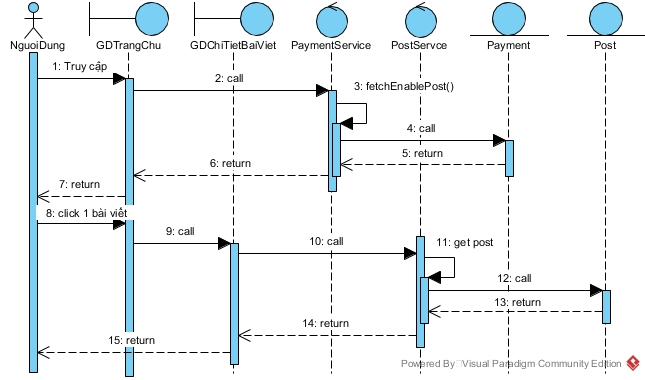 NguoiDung GDTrangChu GDChiTietBaiViet PaymentService PostServce Payment Post
1: Truy cập
2: call
3: fetchEnablePost()
4: call
5: return
6: return
7: return
8: click 1 bài viết
9: call
10: call
11: get post
12: call
13: return
14: return
15: return
Powered By Visual Paradigm Community Edition